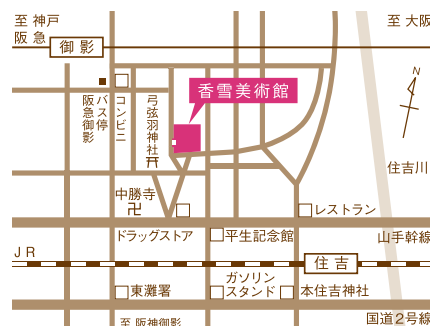 至 神戸
至 大阪
阪急
御影
香雪美術館
N
コンビニ
バス停
阪急御影
弓弦羽神社
住吉川
中勝寺
卍
レストラン
ドラッグストア
平生記念館
山手幹線
JR
住吉
東灘署
ガソリン
スタンド
本住吉神社
至 阪神御影
国道2号線